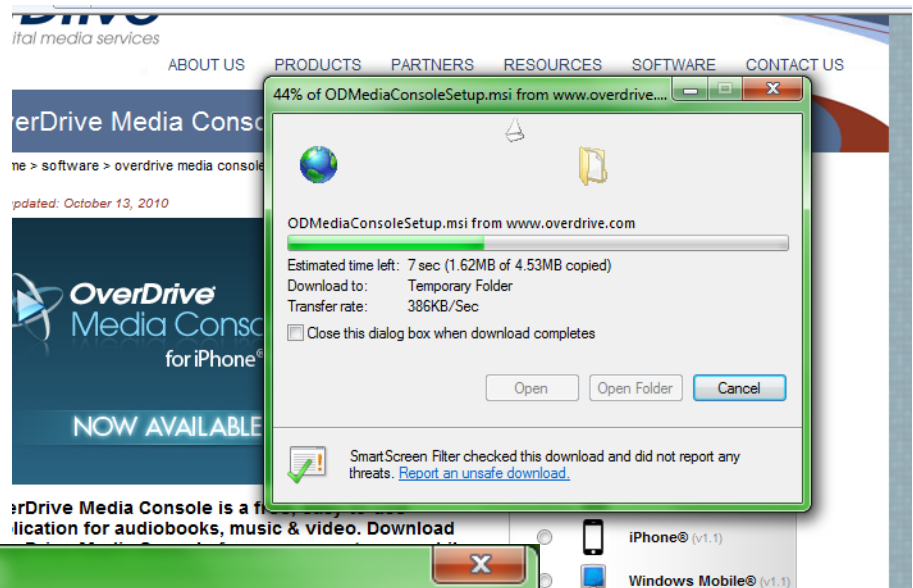 ital media services
ABOUT US PRODUCTS PARTNERS RESOURCES SOFTWARE CONTACT US
44% of ODMediaConsoleSetup.msi from www.overdrive....
verDrive Media Conso
me > software > overdrive media console
updated: October 13, 2010
ODMediaConsoleSetup.msi from www.overdrive.com
Estimated time left: 7 sec (1.62MB of 4.53MB copied)
Download to: Temporary Folder
Transfer rate: 386KB/Sec
Close this dialog box when download completes
Open Open Folder Cancel
SmartScreen Filter checked this download and did not report any
threats. Report an unsafe download.
OverDrive
Media Conso
for iPhone®
NOW AVAILABLE
erDrive Media Console is a free, easy-to-use
lication for audiobooks, music & video. Download
iPhone® (v1.1)
Windows Mobile® (v1.1)